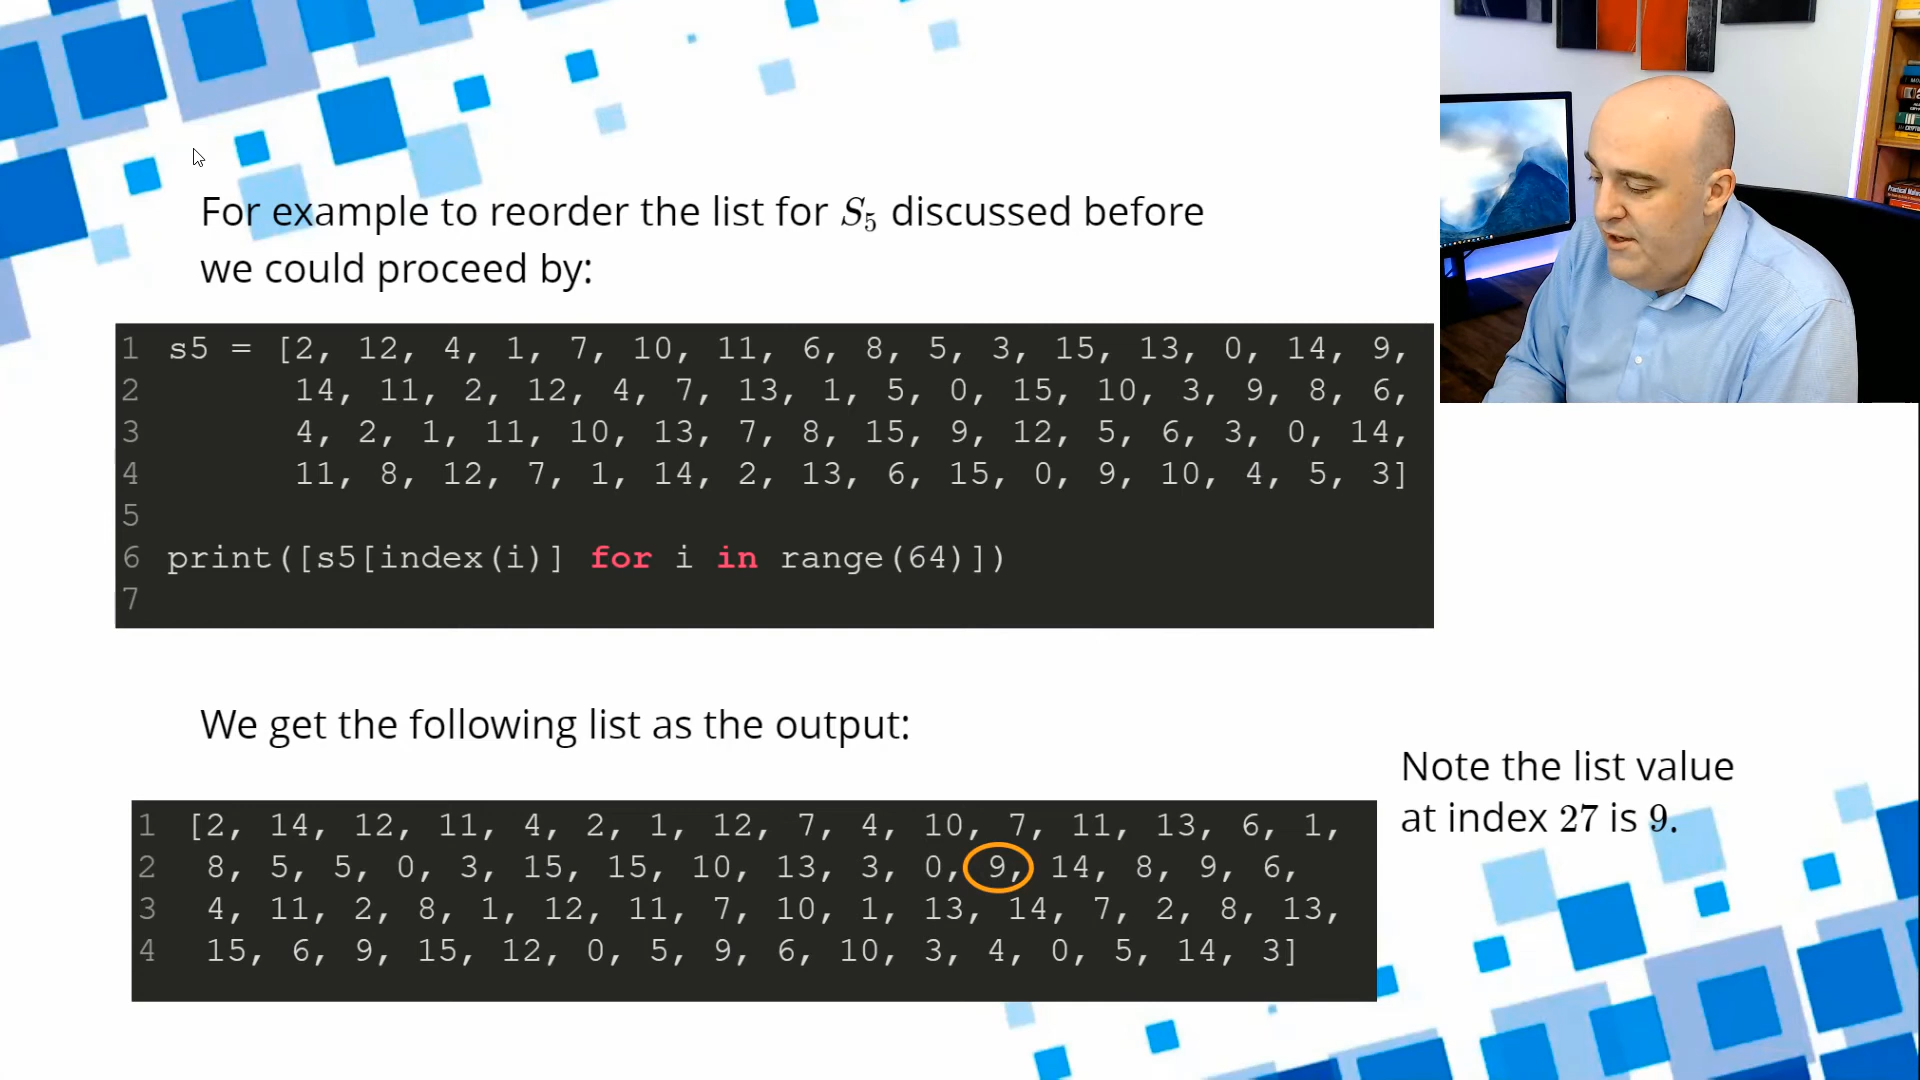 For example to reorder the list for S₅ discussed before
we could proceed by:
1 s5 = [2, 12, 4, 1, 7, 10, 11, 6, 8, 5, 3, 15, 13, 0, 14, 9,
2 14, 11, 2, 12, 4, 7, 13, 1, 5, 0, 15, 10, 3, 9, 8, 6,
3 4, 2, 1, 11, 10, 13, 7, 8, 15, 9, 12, 5, 6, 3, 0, 14,
4 11, 8, 12, 7, 1, 14, 2, 13, 6, 15, 0, 9, 10, 4, 5, 3]
5
6 print([s5[index(i)] for i in range(64)])
7
We get the following list as the output:
1 [2, 14, 12, 11, 4, 2, 1, 12, 7, 4, 10, 7, 11, 13, 6, 1,
2 8, 5, 5, 0, 3, 15, 15, 10, 13, 3, 0, 9, 14, 8, 9, 6,
3 4, 11, 2, 8, 1, 12, 11, 7, 10, 1, 13, 14, 7, 2, 8, 13,
4 15, 6, 9, 15, 12, 0, 5, 9, 6, 10, 3, 4, 0, 5, 14, 3]
Note the list value
at index 27 is 9.